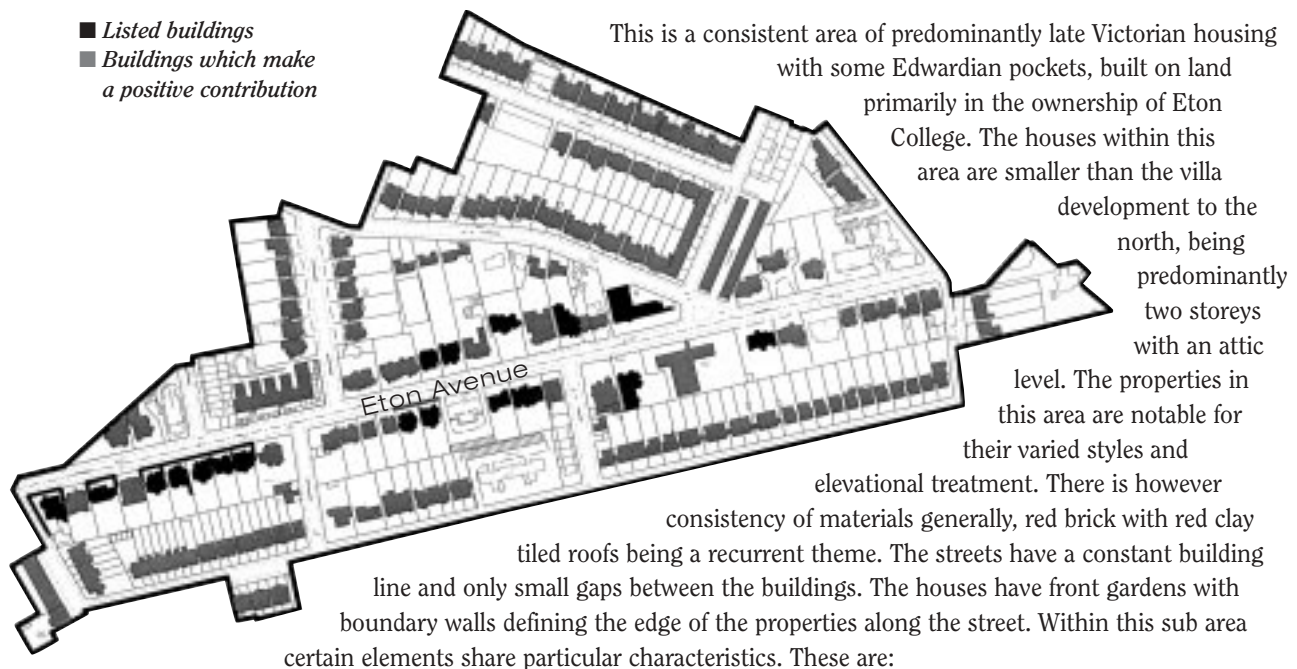 Listed buildings
Buildings which make
a positive contribution
This is a consistent area of predominantly late Victorian housing
with some Edwardian pockets, built on land
primarily in the ownership of Eton
College. The houses within this
area are smaller than the villa
development to the
north, being
predominantly
two storeys
with an attic
level. The properties in
this area are notable for
their varied styles and
elevational treatment. There is however
consistency of materials generally, red brick with red clay
tiled roofs being a recurrent theme. The streets have a constant building
line and only small gaps between the buildings. The houses have front gardens with
boundary walls defining the edge of the properties along the street. Within this sub area
certain elements share particular characteristics. These are:
Eton Avenue